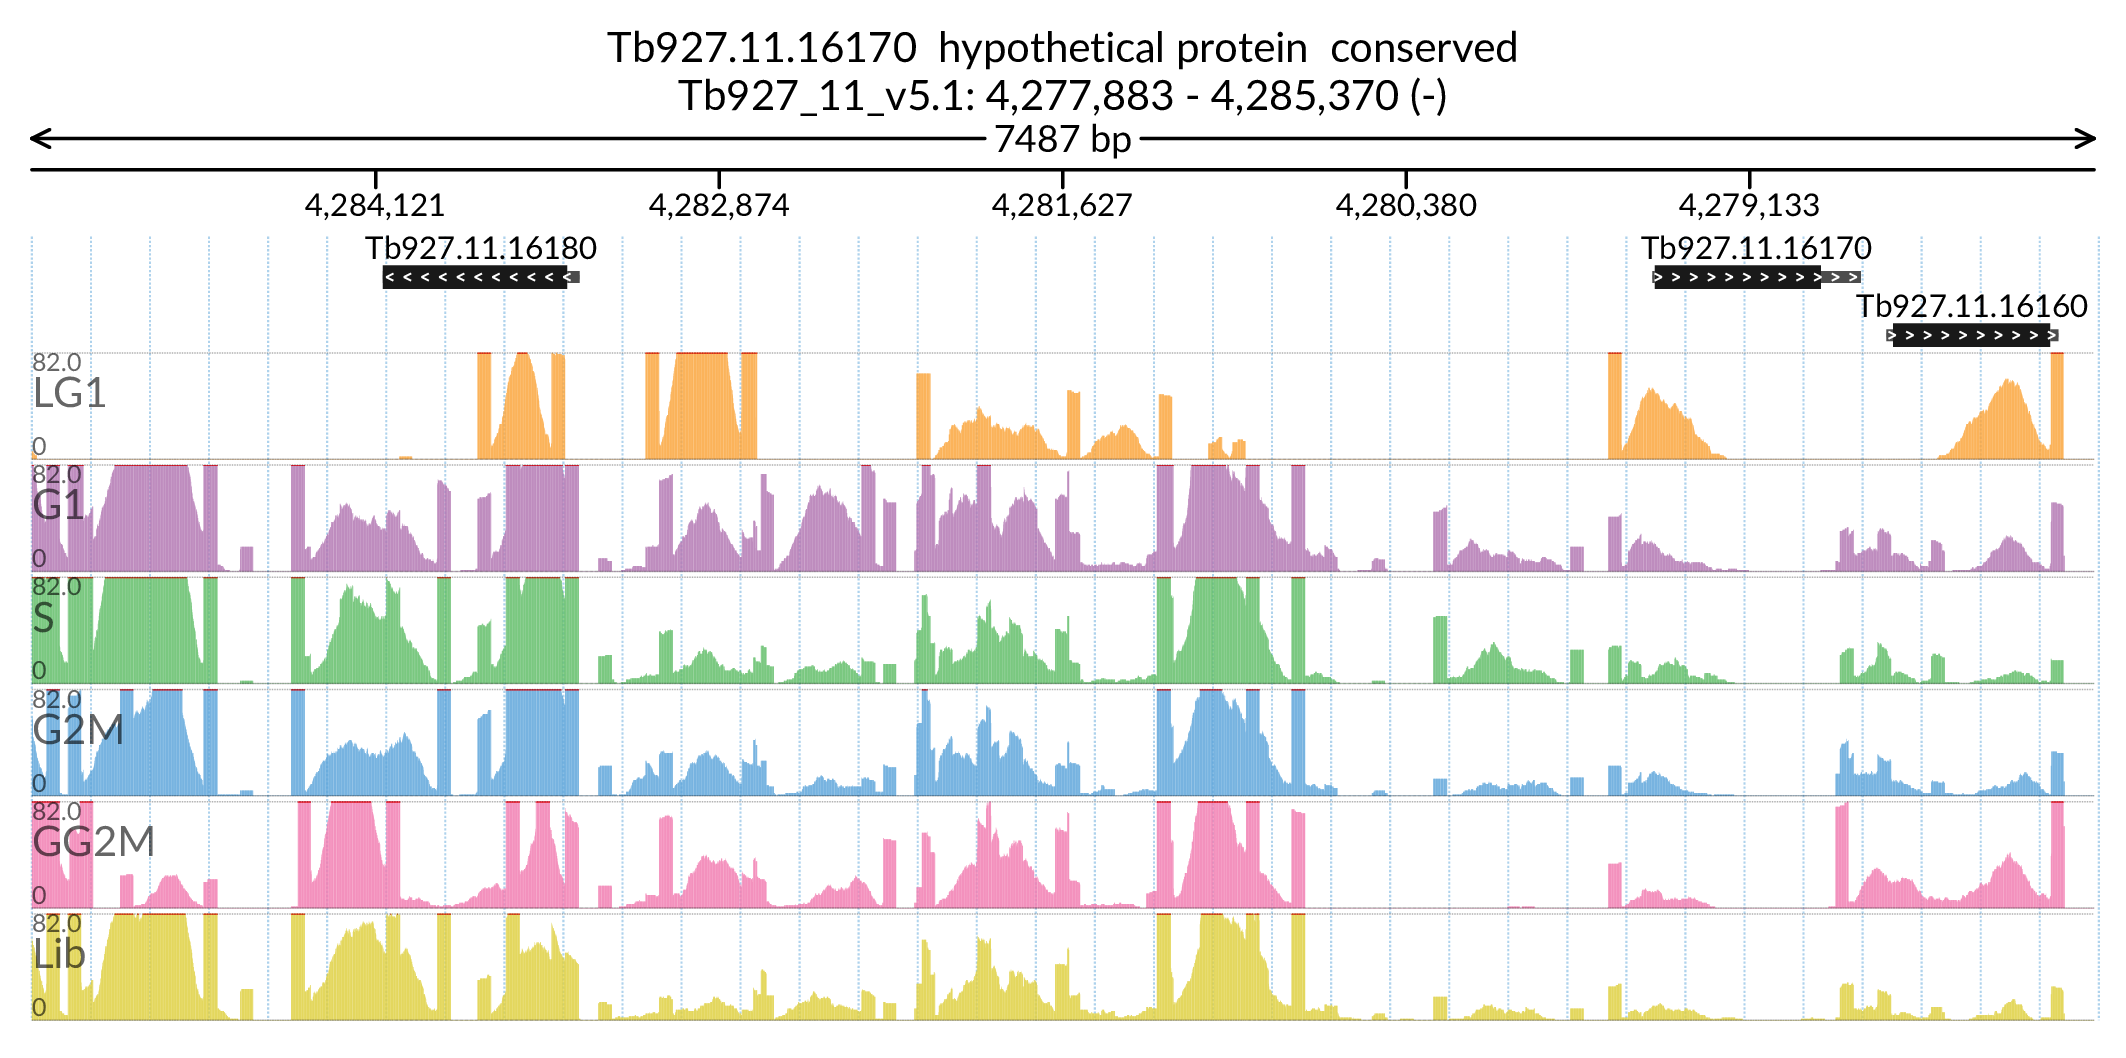 Tb927.11.16170 hypothetical protein conserved
Tb927_11_v5.1: 4,277,883 - 4,285,370 (-)
7487 bp
4,284,121 4,282,874 4,281,627 4,280,380 4,279,133
Tb927.11.16180 Tb927.11.16170
Tb927.11.16160
82.0
LG1
0
82.0
G1
0
82.0
S
0
82.0
G2M
0
82.0
GG2M
0
82.0
Lib
0